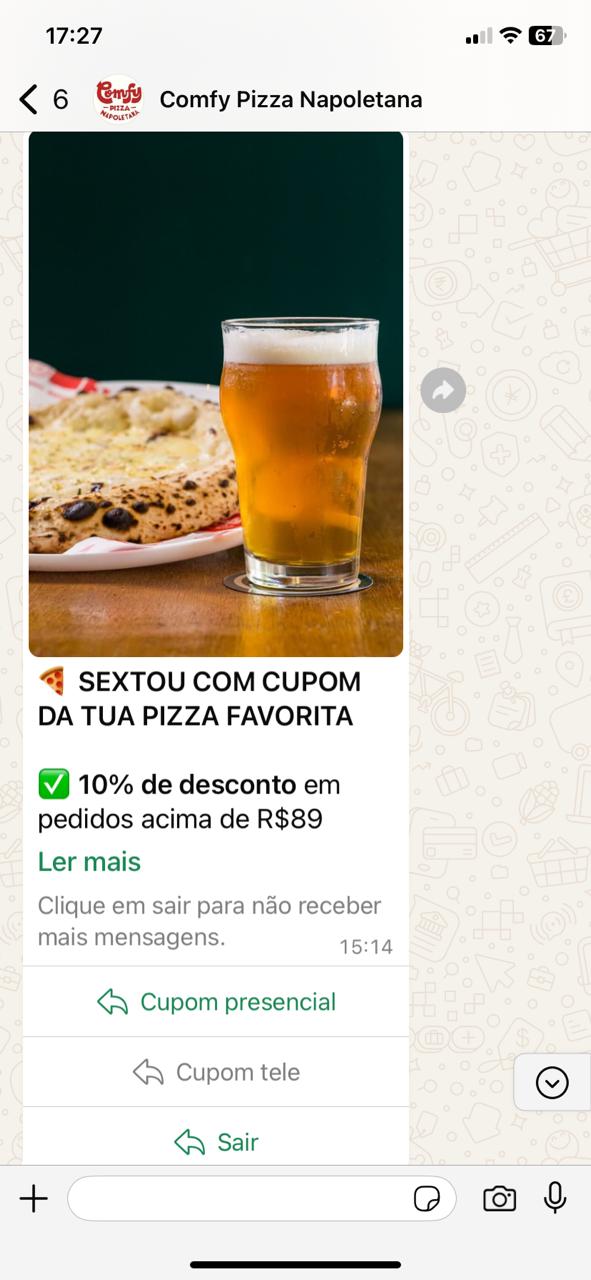 17:27
67
6
Comfy
PIZZA
NAPOLETANA
Comfy Pizza Napoletana
🍕 SEXTOU COM CUPOM
DA TUA PIZZA FAVORITA
✅ 10% de desconto em
pedidos acima de R$89
Ler mais
Clique em sair para não receber
mais mensagens.
15:14
Cupom presencial
Cupom tele
Sair